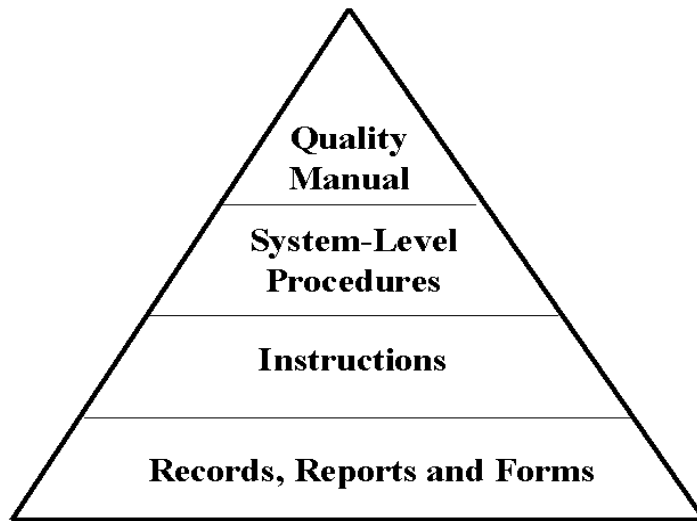 Quality
Manual
System-Level
Procedures
Instructions
Records, Reports and Forms